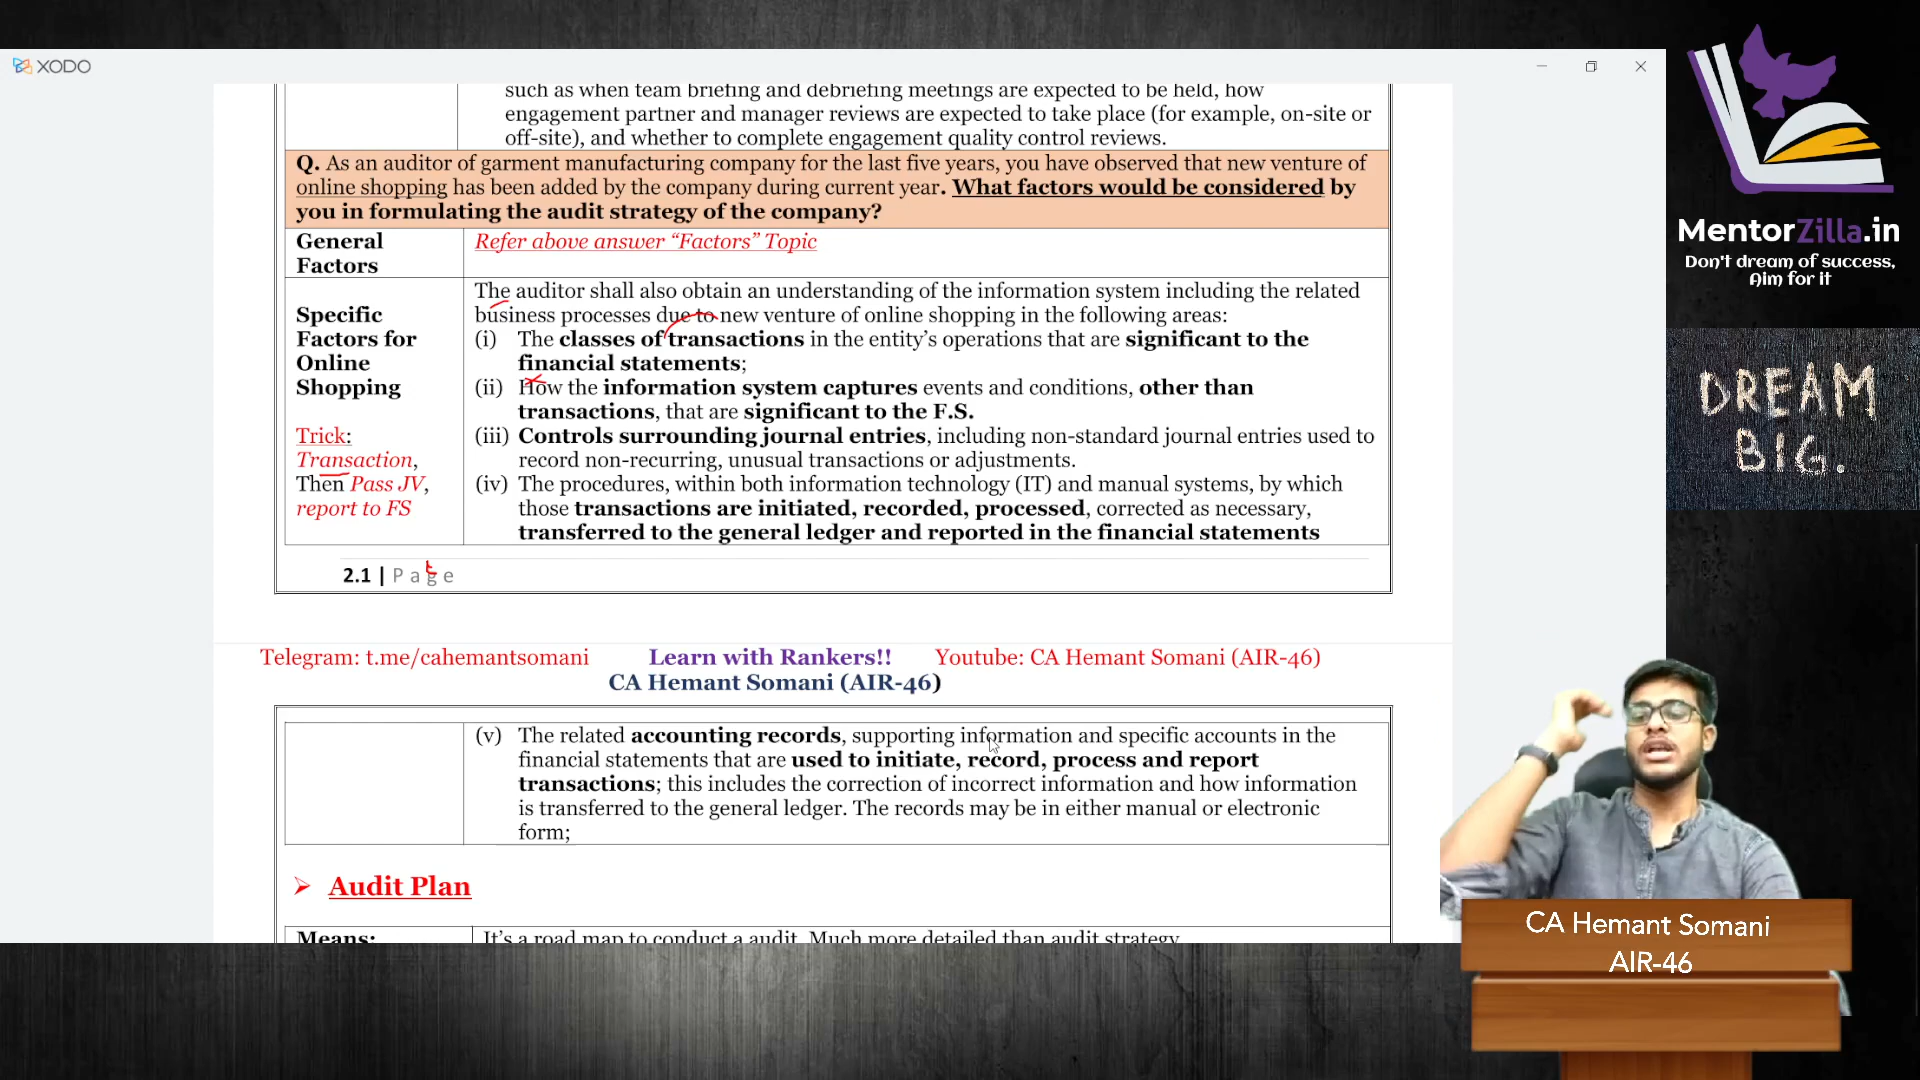 XODO
such as when team briefing and debriefing meetings are expected to be held, how
engagement partner and manager reviews are expected to take place (for example, on-site or
off-site), and whether to complete engagement quality control reviews.
Q. As an auditor of garment manufacturing company for the last five years, you have observed that new venture of
online shopping has been added by the company during current year. What factors would be considered by
you in formulating the audit strategy of the company?
General
Factors
Refer above answer “Factors” Topic
Specific
Factors for
Online
Shopping
Trick:
Transaction,
Then Pass JV,
report to FS
The auditor shall also obtain an understanding of the information system including the related
business processes due to new venture of online shopping in the following areas:
(i) The classes of transactions in the entity’s operations that are significant to the
financial statements;
(ii) How the information system captures events and conditions, other than
transactions, that are significant to the F.S.
(iii) Controls surrounding journal entries, including non-standard journal entries used to
record non-recurring, unusual transactions or adjustments.
(iv) The procedures, within both information technology (IT) and manual systems, by which
those transactions are initiated, recorded, processed, corrected as necessary,
transferred to the general ledger and reported in the financial statements
2.1 | P a g e
Telegram: t.me/cahemantsomani Learn with Rankers!! Youtube: CA Hemant Somani (AIR-46)
CA Hemant Somani (AIR-46)
(v) The related accounting records, supporting information and specific accounts in the
financial statements that are used to initiate, record, process and report
transactions; this includes the correction of incorrect information and how information
is transferred to the general ledger. The records may be in either manual or electronic
form;
➢ Audit Plan
Means: It’s a road map to conduct a audit. Much more detailed than audit strategy
MentorZilla.in
Don't dream of success,
Aim for it
DREAM
BIG.
CA Hemant Somani
AIR-46